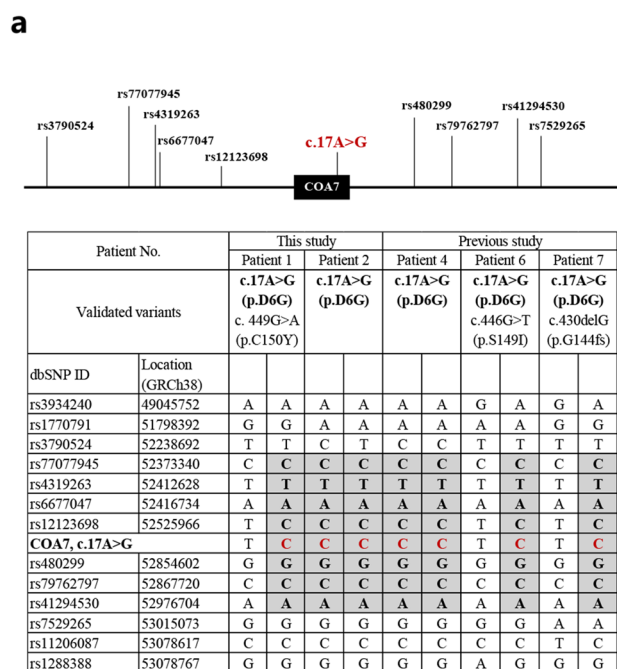 a
rs77077945
rs480299
rs41294530
rs3790524
rs4319263
rs79762797
rs7529265
rs6677047
c.17A>G
rs12123698
COA7
Patient No. This study Previous study
Patient 1 Patient 2 Patient 4 Patient 6 Patient 7
Validated variants
c.17A>G c.17A>G c.17A>G c.17A>G c.17A>G
(p.D6G) (p.D6G) (p.D6G) (p.D6G) (p.D6G)
c. 449G>A c.446G>T c.430delG
(p.C150Y) (p.S149I) (p.G144fs)
dbSNP ID Location
(GRCh38)
rs3934240 49045752 A A A A A A G A G A
rs1770791 51798392 G G A A A A A A G G
rs3790524 52238692 T T C T C C T T T T
rs77077945 52373340 C C C C C C C C C C
rs4319263 52412628 T T T T T T T T T T
rs6677047 52416734 A A A A A A A A A A
rs12123698 52525966 T C C C C C T C T C
COA7, c.17A>G T C C C C C T C T C
rs480299 52854602 G G G G G G G G G G
rs79762797 52867720 C C C C C C C C C C
rs41294530 52976704 A A A A A A A A A A
rs7529265 53015073 G G G G G G G G A A
rs11206087 53078617 C C C C C C C C T C
rs1288388 53078767 G G G G G G A G G G